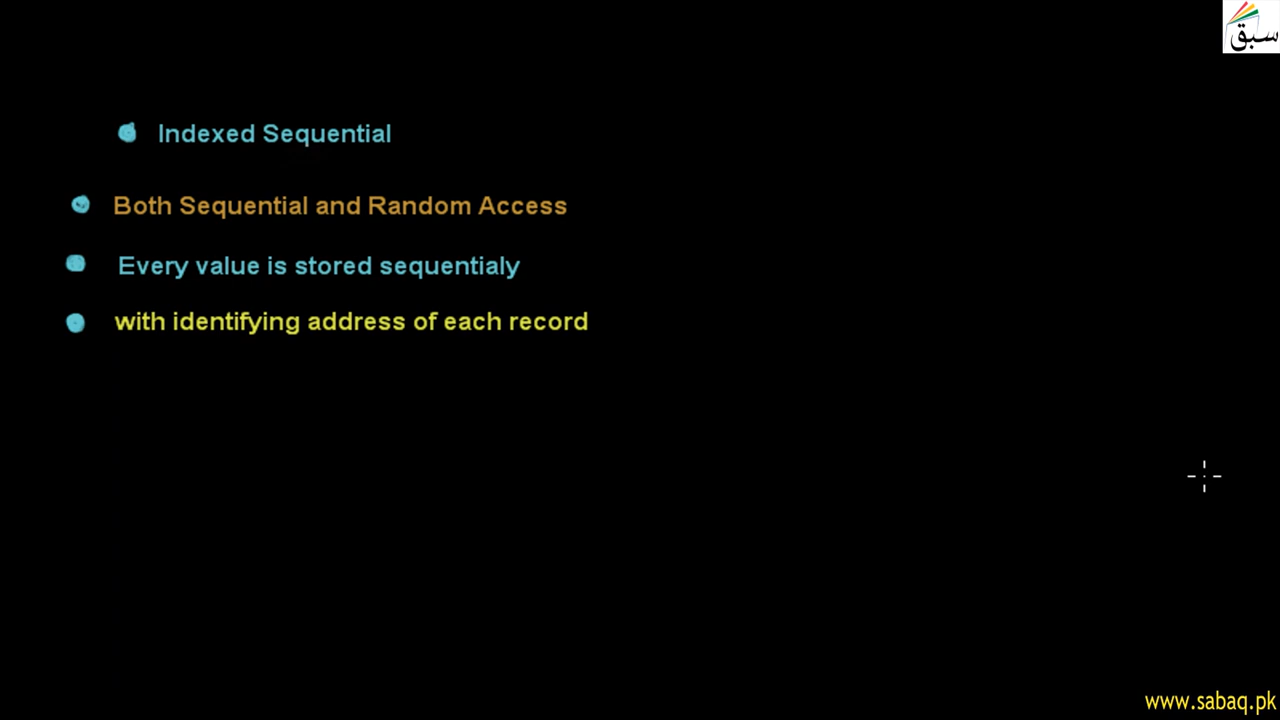 سبق
Indexed Sequential
Both Sequential and Random Access
Every value is stored sequentialy
with identifying address of each record
www.sabaq.pk